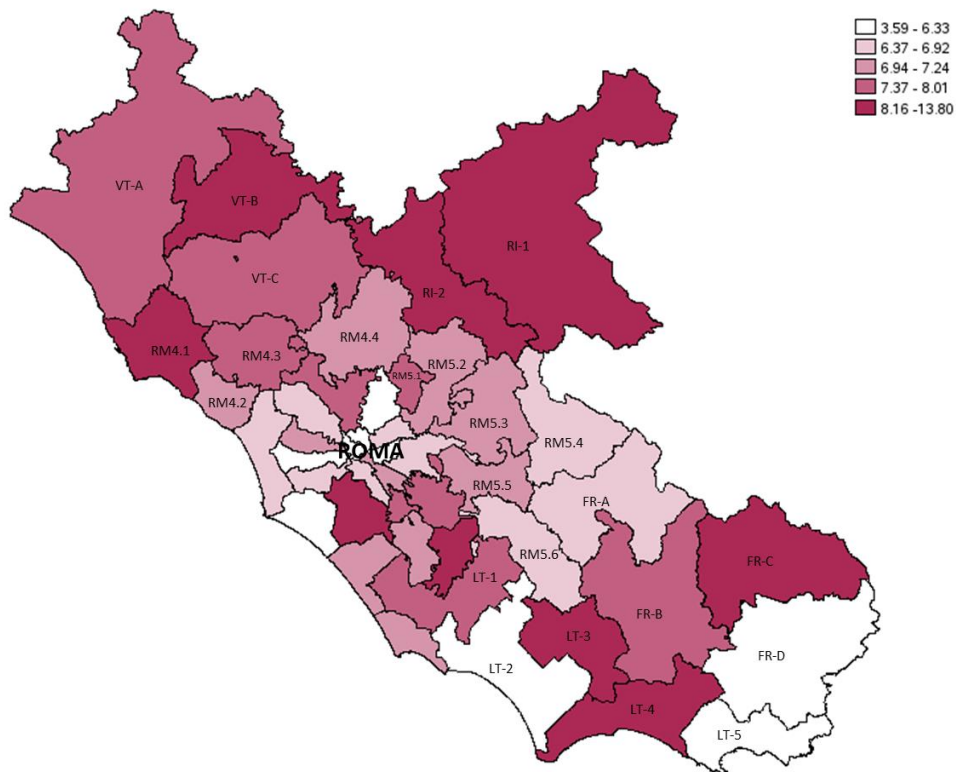 3.59 - 6.33
6.37 - 6.92
6.94 - 7.24
7.37 - 8.01
8.16 -13.80
VT-A
VT-B
RI-1
VT-C
RI-2
RM4.4
RM4.1
RM4.3
RM5.2
RM5.1
RM4.2
RM5.3
RM5.4
ROMA
RM5.5
FR-A
RM5.6
FR-C
LT-1
FR-B
LT-3
FR-D
LT-2
LT-4
LT-5